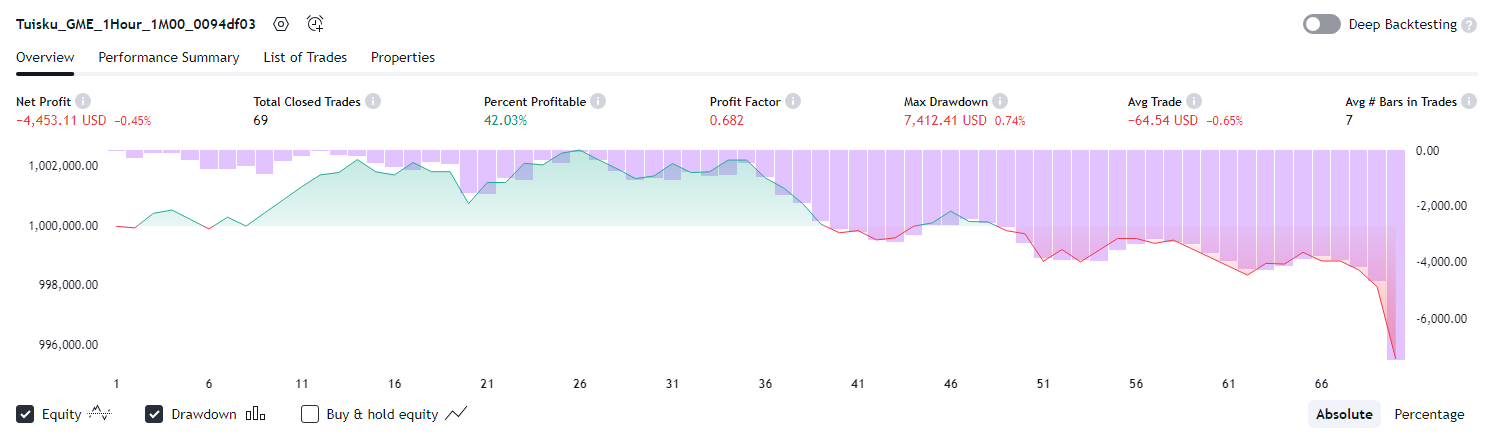 Tuisku_GME_1Hour_1M00_0094df03 Deep Backtesting ?
Overview Performance Summary List of Trades Properties
Net Profit i Total Closed Trades i Percent Profitable i Profit Factor i Max Drawdown i Avg Trade i Avg # Bars in Trades i
−4,453.11 USD −0.45% 69 42.03% 0.682 7,412.41 USD 0.74% −64.54 USD −0.65% 7
0.00
1,002,000.00
−2,000.00
1,000,000.00
−4,000.00
998,000.00
−6,000.00
996,000.00
1 6 11 16 21 26 31 36 41 46 51 56 61 66
Equity Drawdown Buy & hold equity Absolute Percentage